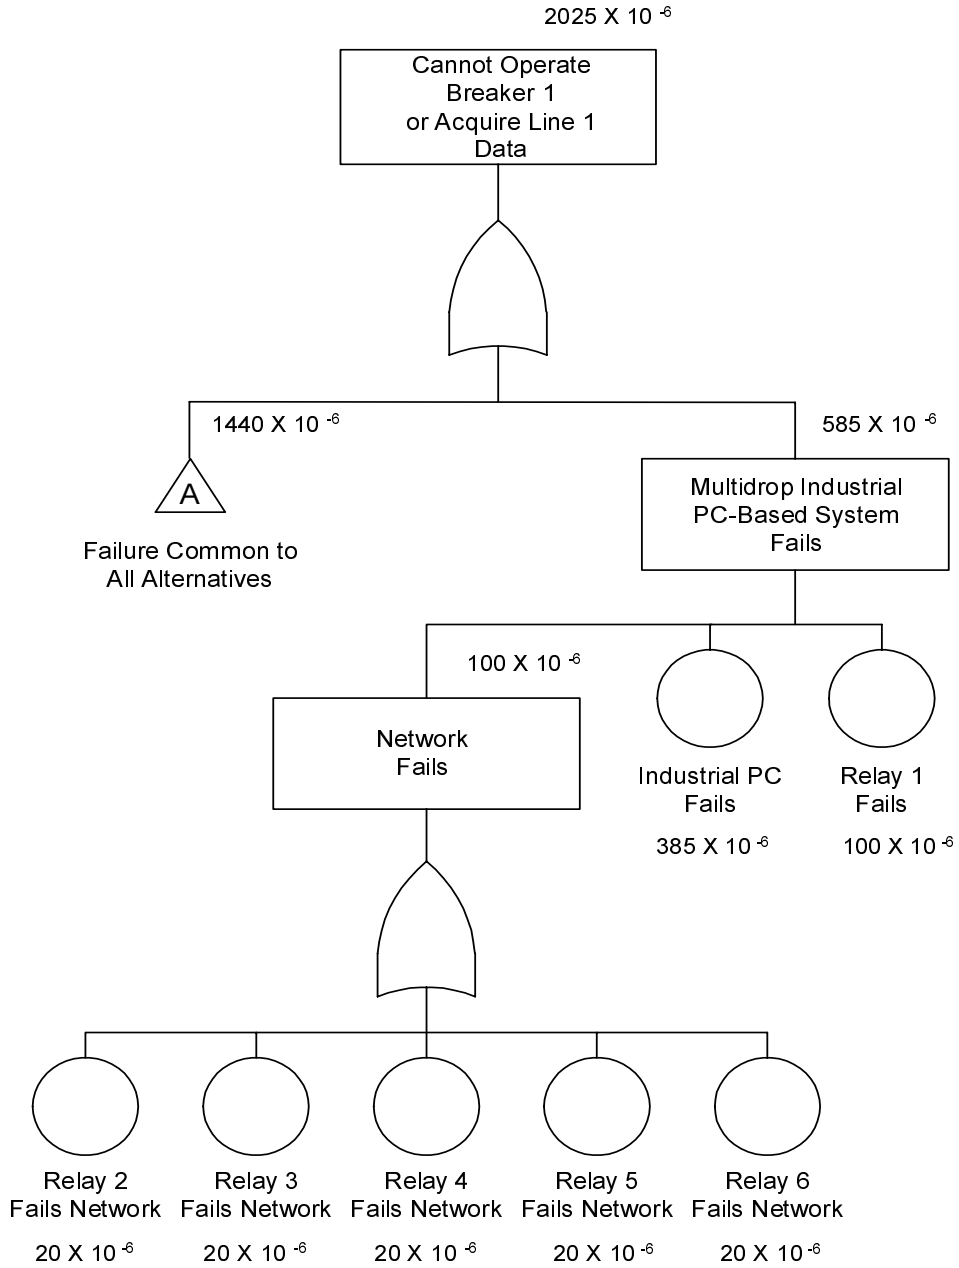 2025 X 10 -6
Cannot Operate
Breaker 1
or Acquire Line 1
Data
1440 X 10 -6
585 X 10 -6
A
Multidrop Industrial
PC-Based System
Fails
Failure Common to
All Alternatives
100 X 10 -6
Network
Fails
Industrial PC
Fails
385 X 10 -6
Relay 1
Fails
100 X 10 -6
Relay 2
Fails Network
20 X 10 -6
Relay 3
Fails Network
20 X 10 -6
Relay 4
Fails Network
20 X 10 -6
Relay 5
Fails Network
20 X 10 -6
Relay 6
Fails Network
20 X 10 -6